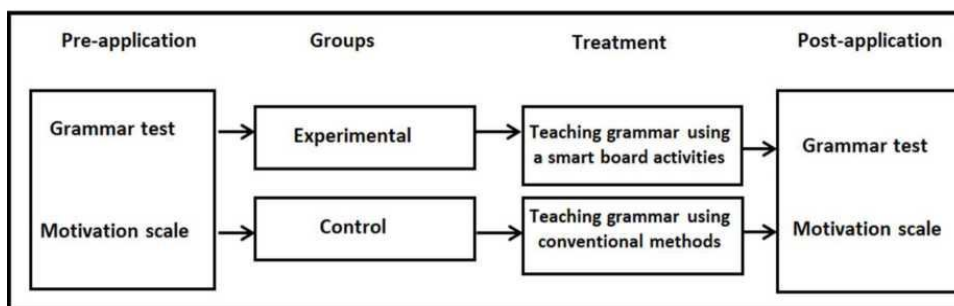 Pre-application
Groups
Treatment
Post-application
Grammar test
Motivation scale
Experimental
Control
Teaching grammar using
a smart board activities
Teaching grammar using
conventional methods
Grammar test
Motivation scale